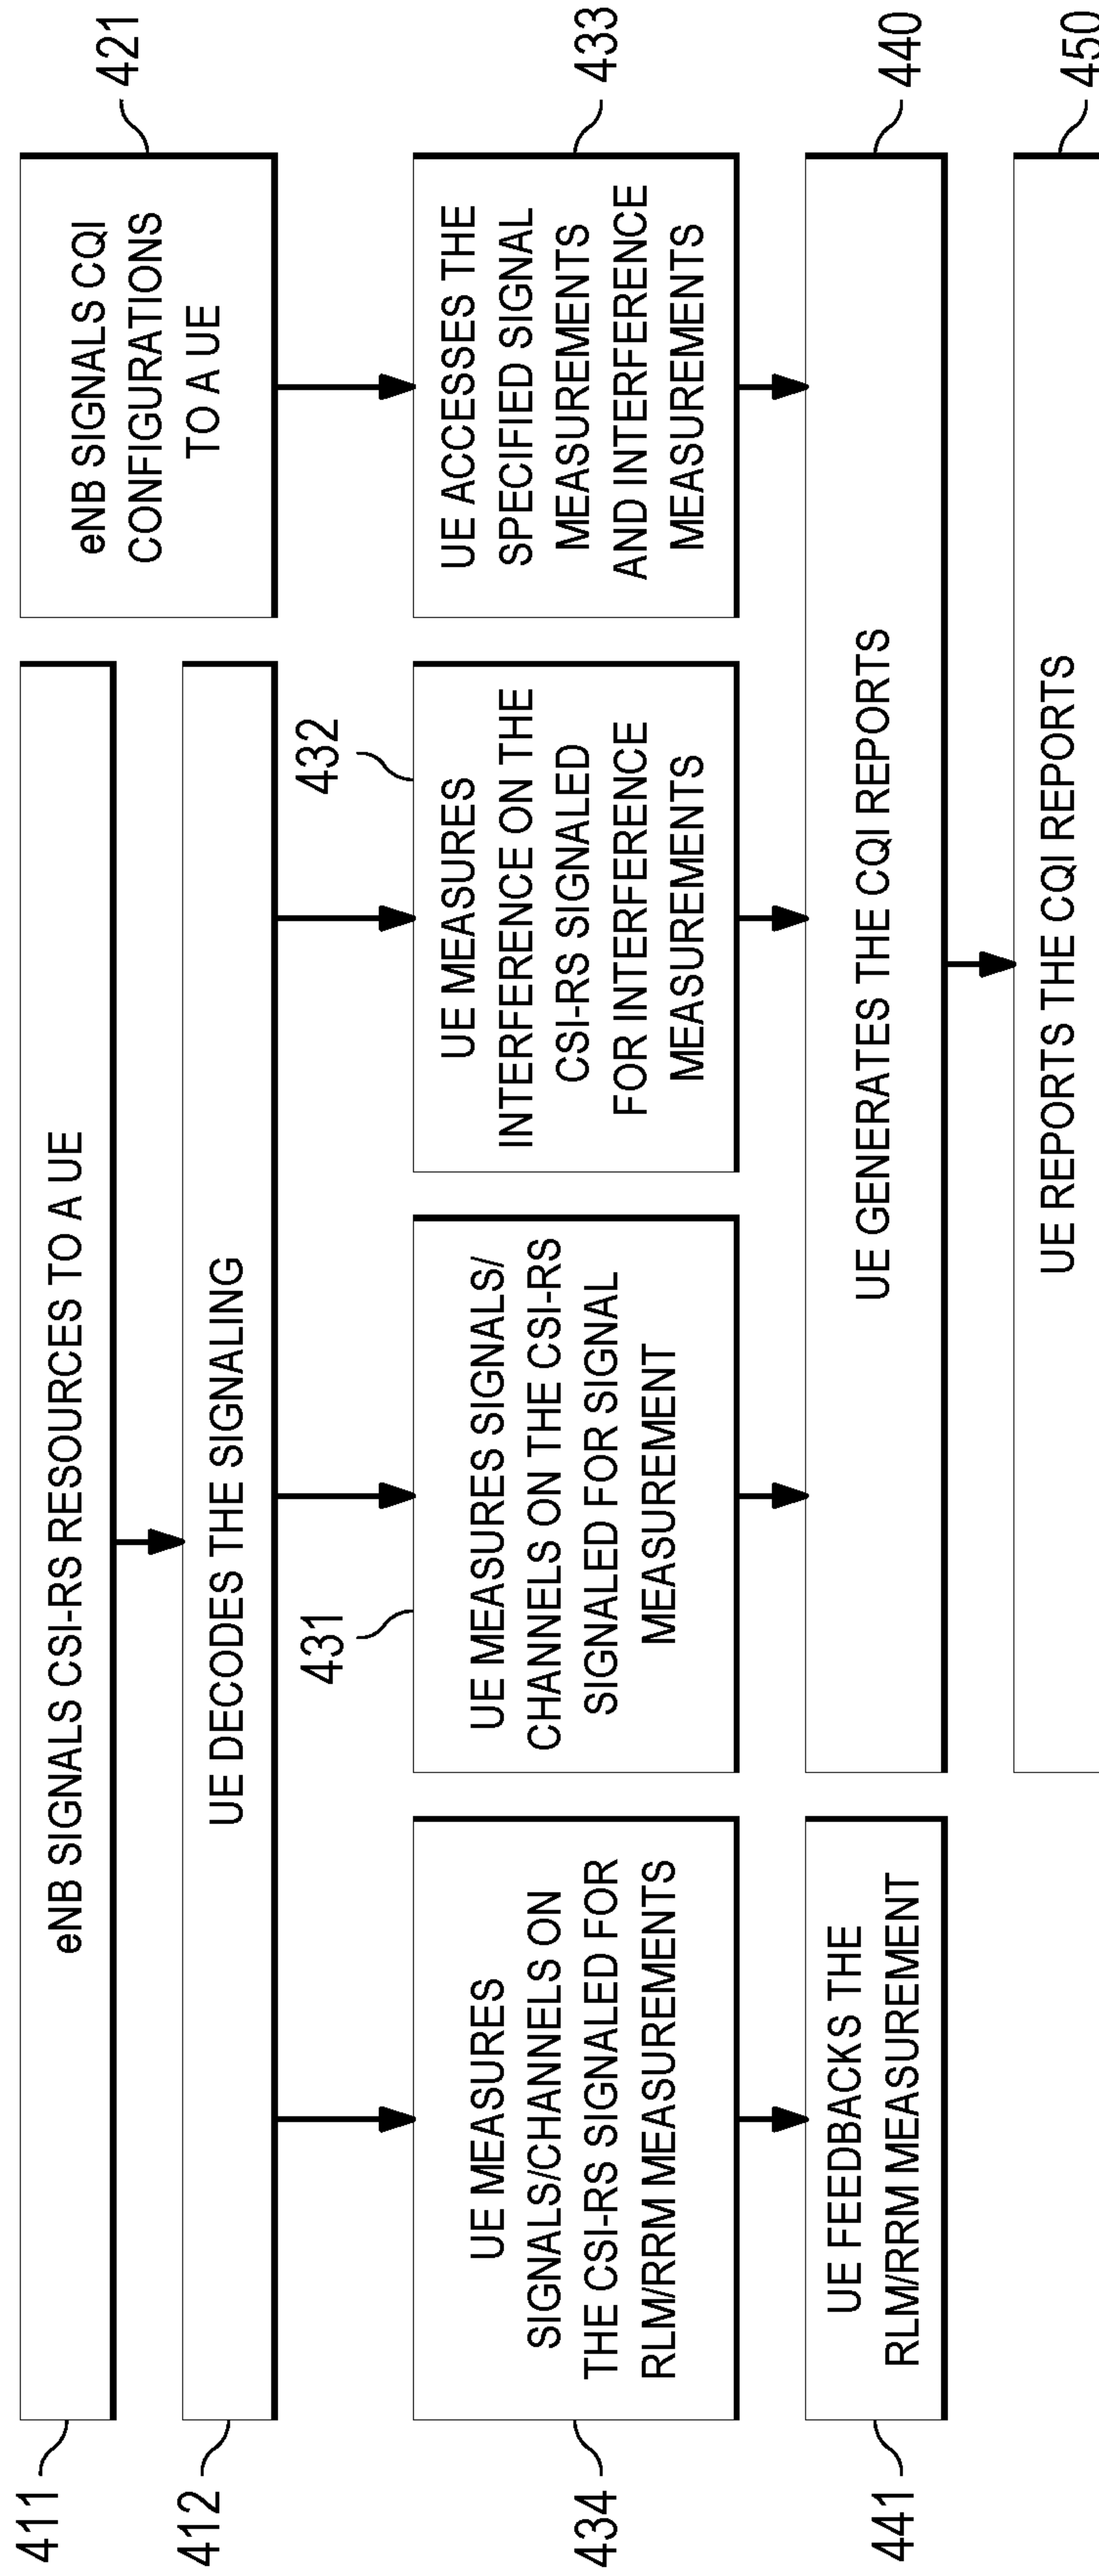 411
eNB SIGNALS CSI-RS RESOURCES TO A UE
eNB SIGNALS CQI
CONFIGURATIONS
TO A UE
421
412
UE DECODES THE SIGNALING
431
432
434
UE MEASURES
SIGNALS/CHANNELS ON
THE CSI-RS SIGNALED FOR
RLM/RRM MEASUREMENTS
UE MEASURES SIGNALS/
CHANNELS ON THE CSI-RS
SIGNALED FOR SIGNAL
MEASUREMENT
UE MEASURES
INTERFERENCE ON THE
CSI-RS SIGNALED
FOR INTERFERENCE
MEASUREMENTS
UE ACCESSES THE
SPECIFIED SIGNAL
MEASUREMENTS
AND INTERFERENCE
MEASUREMENTS
433
441
UE FEEDBACKS THE
RLM/RRM MEASUREMENT
UE GENERATES THE CQI REPORTS
440
UE REPORTS THE CQI REPORTS
450